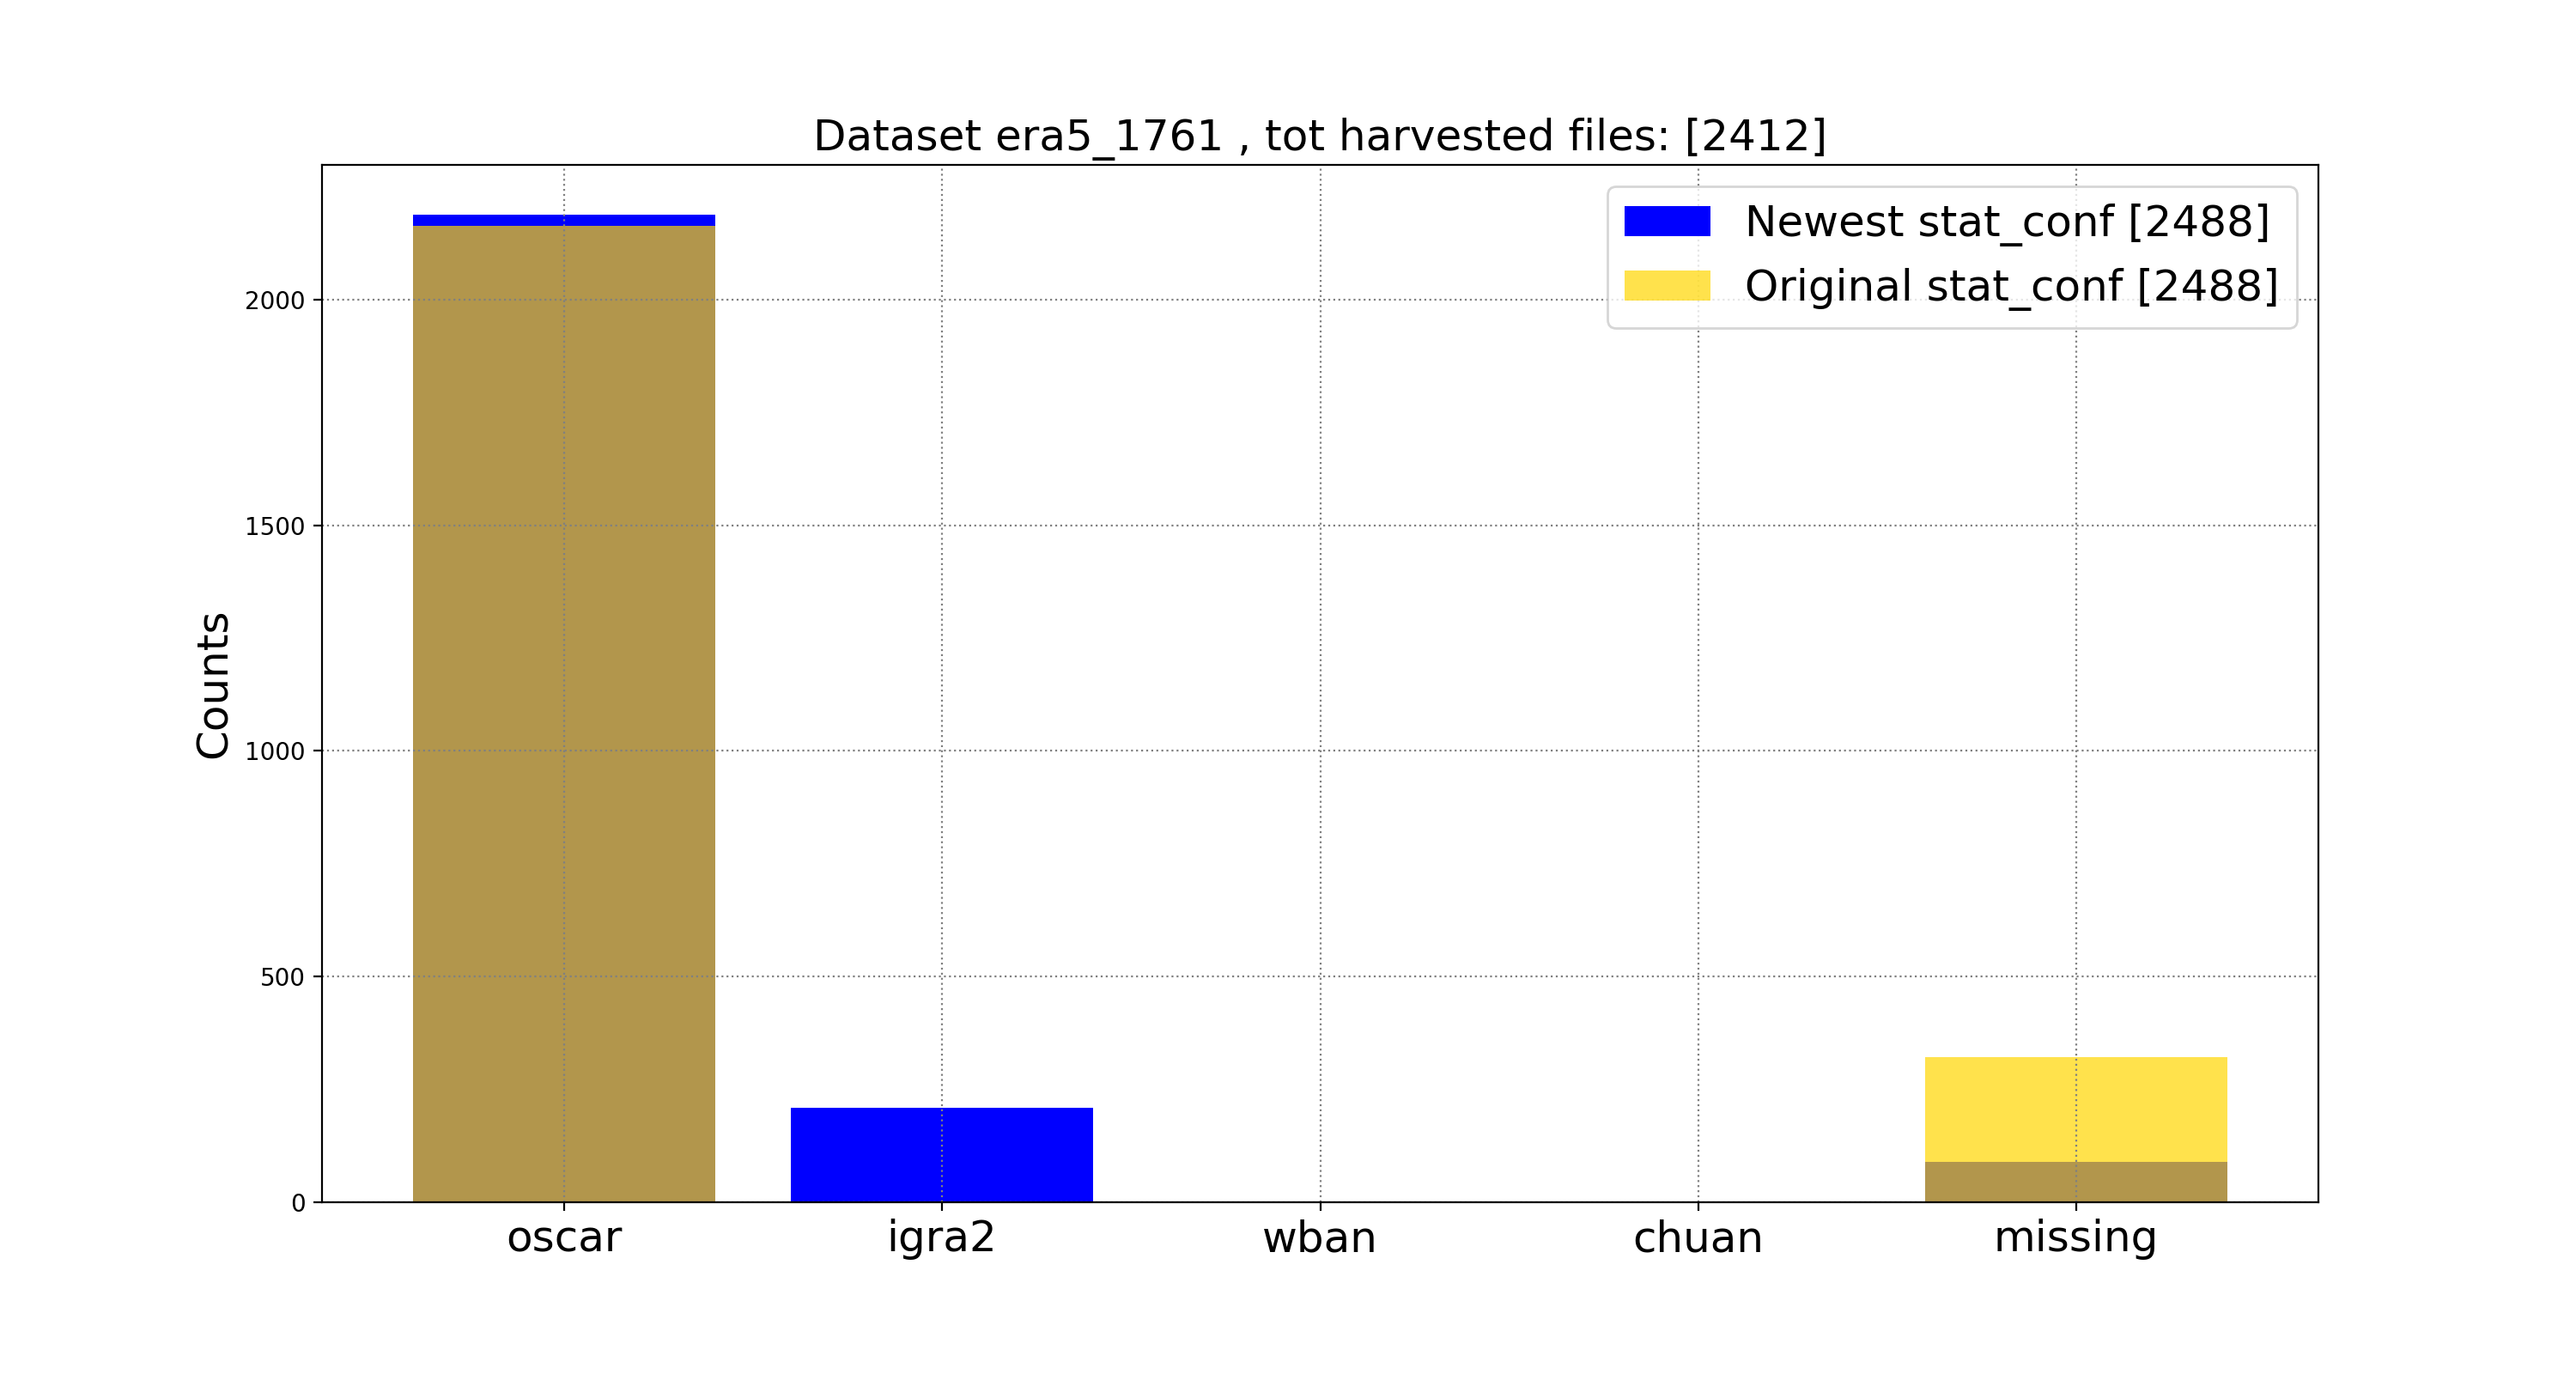 Dataset era5_1761 , tot harvested files: [2412]
Newest stat_conf [2488]
Original stat_conf [2488]
Counts
2000
1500
1000
500
0
oscar igra2 wban chuan missing